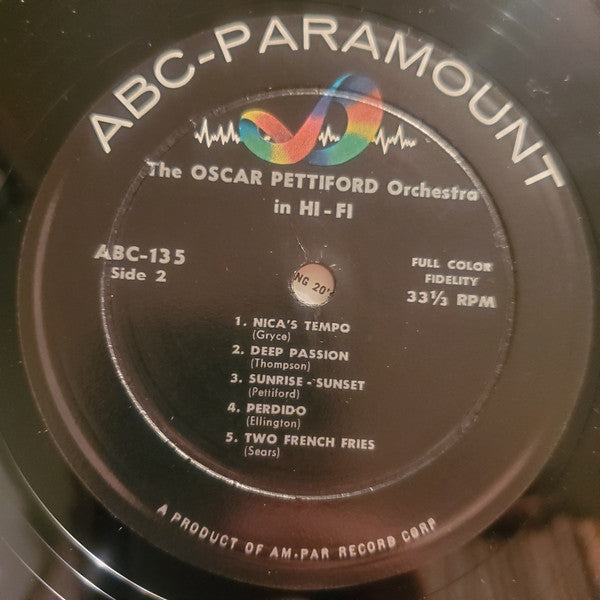 ABC-PARAMOUNT
The OSCAR PETTIFORD Orchestra
in HI-FI
ABC-135
Side 2
FULL COLOR
FIDELITY
33⅓ RPM
NG 20'
1. NICA'S TEMPO
(Gryce)
2. DEEP PASSION
(Thompson)
3. SUNRISE-SUNSET
(Pettiford)
4. PERDIDO
(Ellington)
5. TWO FRENCH FRIES
(Sears)
A PRODUCT OF AM.PAR RECORD CORP